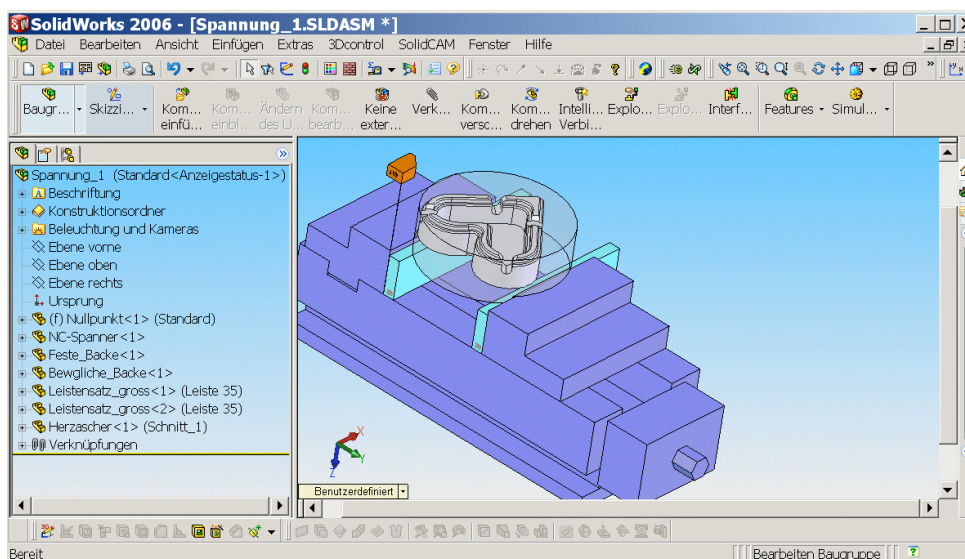 SolidWorks 2006 - [Spannung_1.SLDASM *]
Datei Bearbeiten Ansicht Einfügen Extras 3Dcontrol SolidCAM Fenster Hilfe
Baugr... Skizzi... Kom... Kom... Ändern Kom... Keine Verk... Kom... Kom... Intelli... Explo... Explo... Interf... Features Simul...
einfü... einbl... des U... bearb... exter... versc... drehen Verbi...
Spannung_1 (Standard<Anzeigestatus-1>)
Beschriftung
Konstruktionsordner
Beleuchtung und Kameras
Ebene vorne
Ebene oben
Ebene rechts
Ursprung
(f) Nullpunkt<1> (Standard)
NC-Spanner<1>
Feste_Backe<1>
Bewgliche_Backe<1>
Leistensatz_gross<1> (Leiste 35)
Leistensatz_gross<2> (Leiste 35)
Herzascher<1> (Schnitt_1)
Verknüpfungen
X
Y
Z
Benutzerdefiniert
Bereit
Bearbeiten Baugruppe